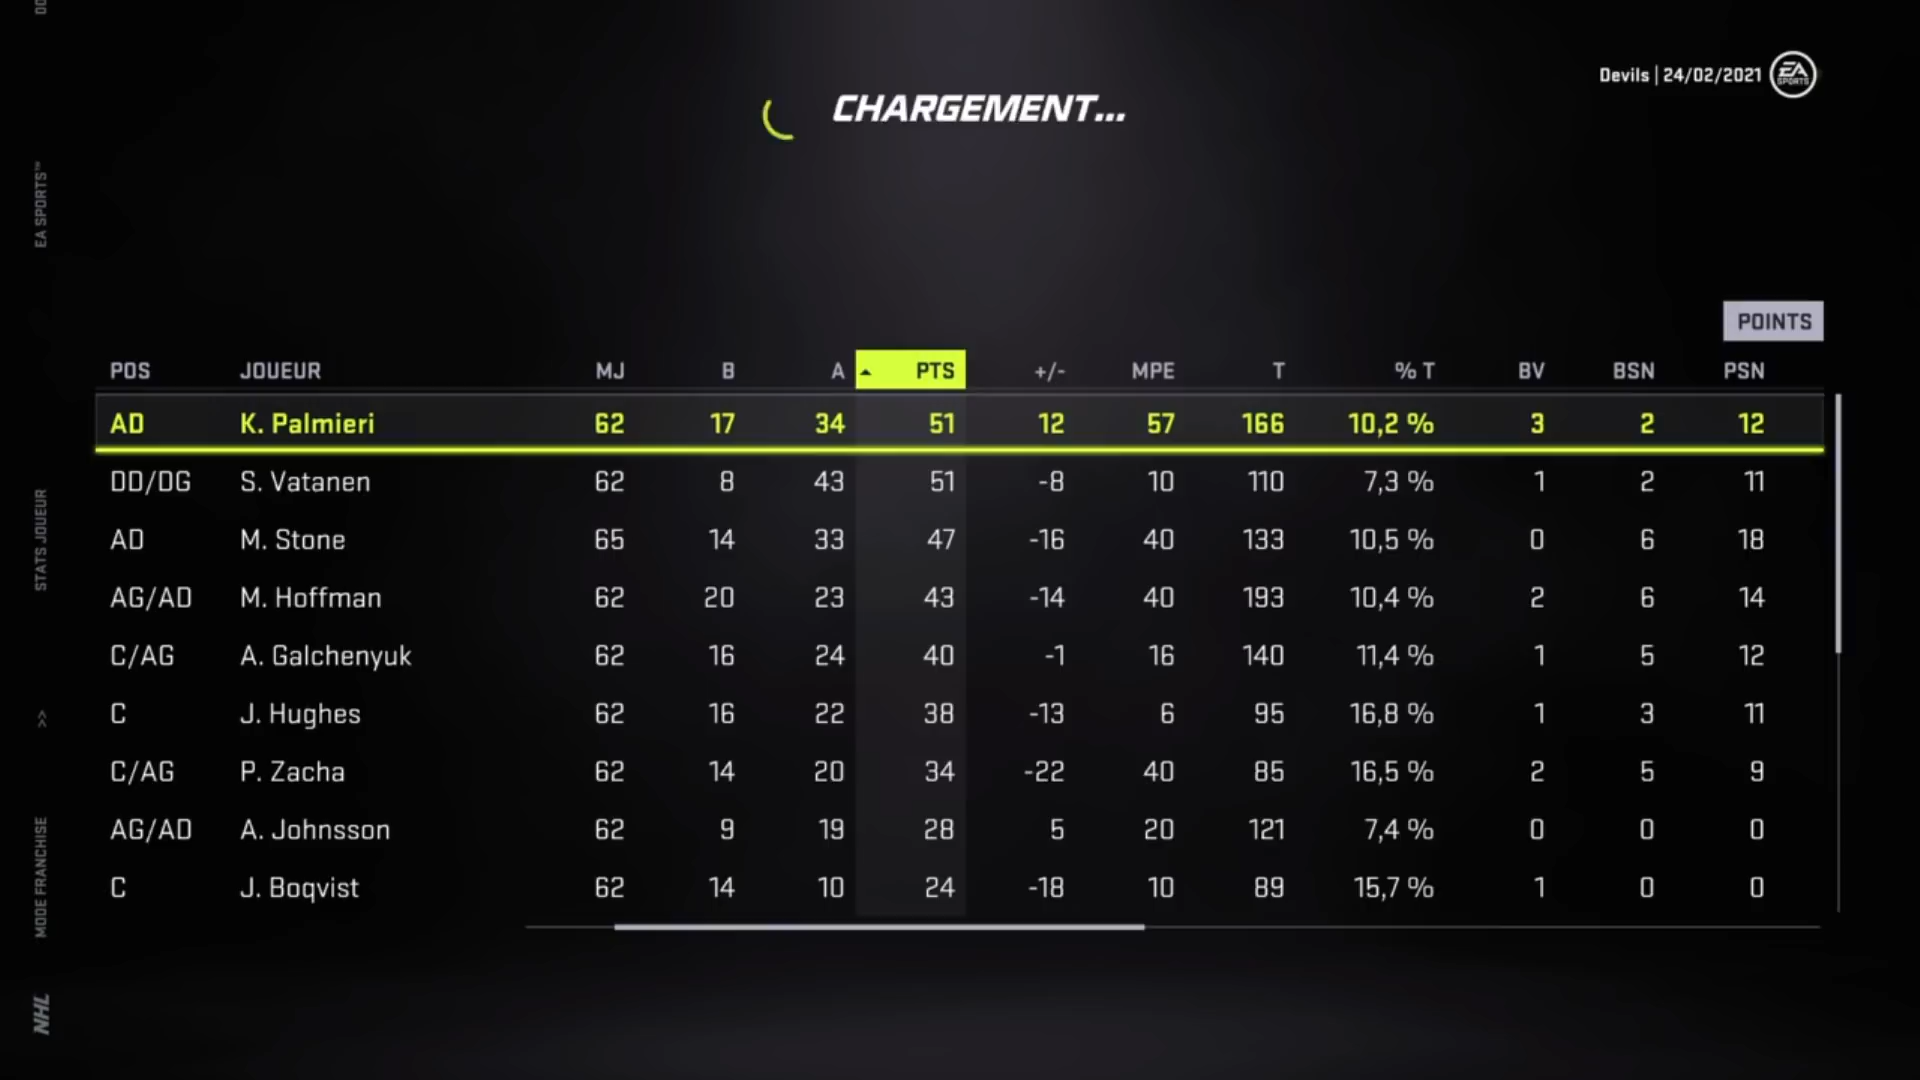 Devils | 24/02/2021 EA SPORTS
CHARGEMENT...
POINTS
POS JOUEUR MJ B A PTS +/- MPE T % T BV BSN PSN
AD K. Palmieri 62 17 34 51 12 57 166 10,2 % 3 2 12
DD/DG S. Vatanen 62 8 43 51 -8 10 110 7,3 % 1 2 11
AD M. Stone 65 14 33 47 -16 40 133 10,5 % 0 6 18
AG/AD M. Hoffman 62 20 23 43 -14 40 193 10,4 % 2 6 14
C/AG A. Galchenyuk 62 16 24 40 -1 16 140 11,4 % 1 5 12
C J. Hughes 62 16 22 38 -13 6 95 16,8 % 1 3 11
C/AG P. Zacha 62 14 20 34 -22 40 85 16,5 % 2 5 9
AG/AD A. Johnsson 62 9 19 28 5 20 121 7,4 % 0 0 0
C J. Boqvist 62 14 10 24 -18 10 89 15,7 % 1 0 0
NHL MODE FRANCHISE >> STATS JOUEUR EA SPORTS™